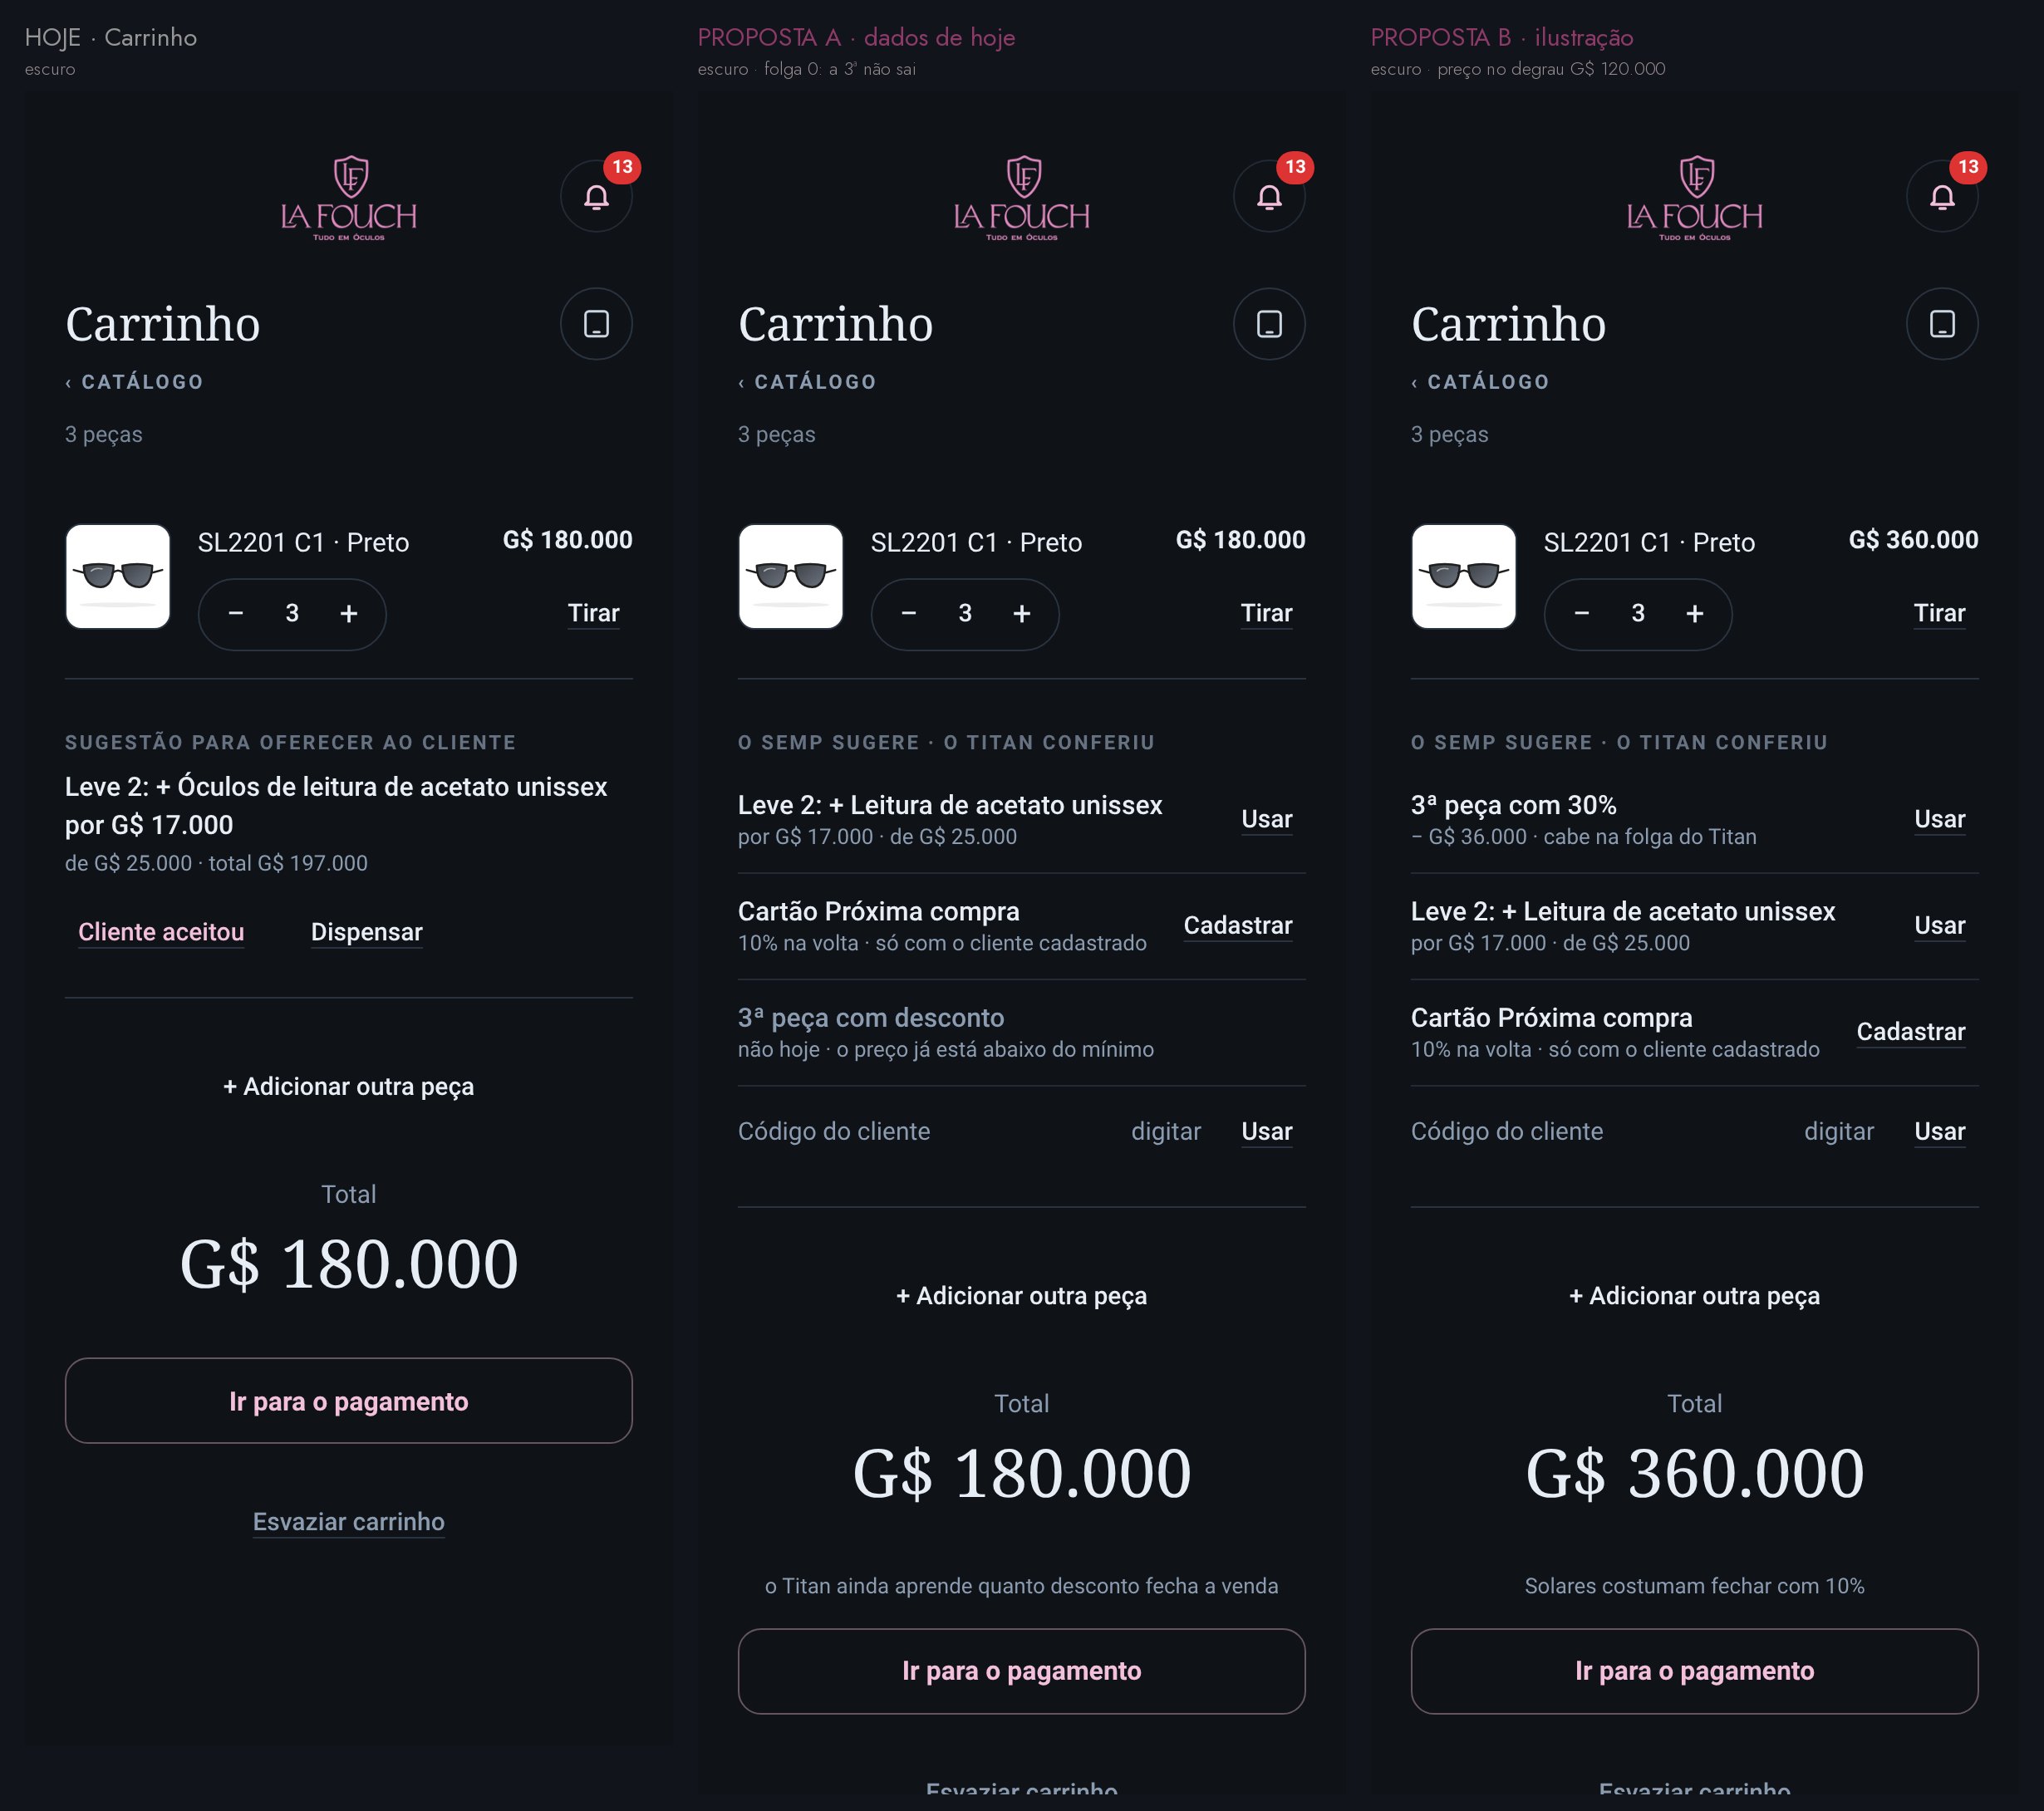 HOJE · Carrinho
escuro
13
LF
LA FOUCH
TUDO EM ÓCULOS
Carrinho
‹ CATÁLOGO
3 peças
SL2201 C1 · Preto
G$ 180.000
− 3 +
Tirar
SUGESTÃO PARA OFERECER AO CLIENTE
Leve 2: + Óculos de leitura de acetato unissex
por G$ 17.000
de G$ 25.000 · total G$ 197.000
Cliente aceitou
Dispensar
+ Adicionar outra peça
Total
G$ 180.000
Ir para o pagamento
Esvaziar carrinho
PROPOSTA A · dados de hoje
escuro · folga 0: a 3ª não sai
13
LF
LA FOUCH
TUDO EM ÓCULOS
Carrinho
‹ CATÁLOGO
3 peças
SL2201 C1 · Preto
G$ 180.000
− 3 +
Tirar
O SEMP SUGERE · O TITAN CONFERIU
Leve 2: + Leitura de acetato unissex
por G$ 17.000 · de G$ 25.000
Usar
Cartão Próxima compra
10% na volta · só com o cliente cadastrado
Cadastrar
3ª peça com desconto
não hoje · o preço já está abaixo do mínimo
Código do cliente
digitar
Usar
+ Adicionar outra peça
Total
G$ 180.000
o Titan ainda aprende quanto desconto fecha a venda
Ir para o pagamento
Esvaziar carrinho
PROPOSTA B · ilustração
escuro · preço no degrau G$ 120.000
13
LF
LA FOUCH
TUDO EM ÓCULOS
Carrinho
‹ CATÁLOGO
3 peças
SL2201 C1 · Preto
G$ 360.000
− 3 +
Tirar
O SEMP SUGERE · O TITAN CONFERIU
3ª peça com 30%
− G$ 36.000 · cabe na folga do Titan
Usar
Leve 2: + Leitura de acetato unissex
por G$ 17.000 · de G$ 25.000
Usar
Cartão Próxima compra
10% na volta · só com o cliente cadastrado
Cadastrar
Código do cliente
digitar
Usar
+ Adicionar outra peça
Total
G$ 360.000
Solares costumam fechar com 10%
Ir para o pagamento
Esvaziar carrinho